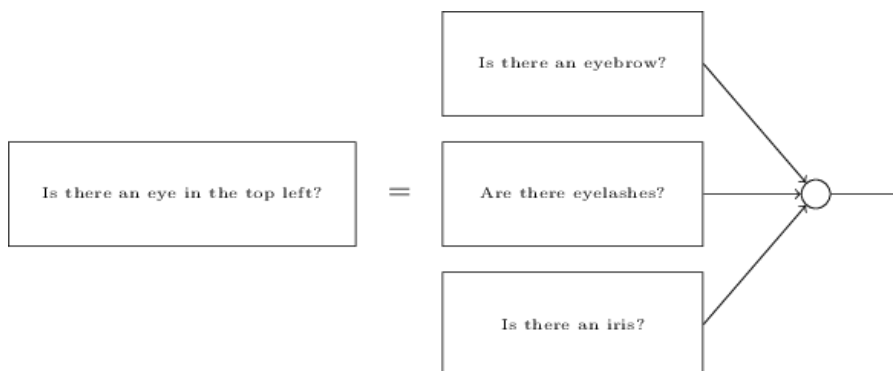 Is there an eyebrow?
Is there an eye in the top left?
=
Are there eyelashes?
Is there an iris?